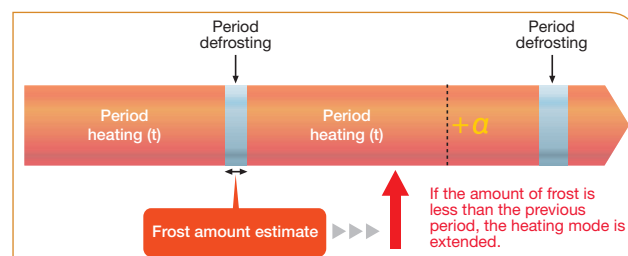 Period
defrosting
Period
defrosting
Period
heating (t)
Period
heating (t)
+α
Frost amount estimate
If the amount of frost is
less than the previous
period, the heating mode is
extended.